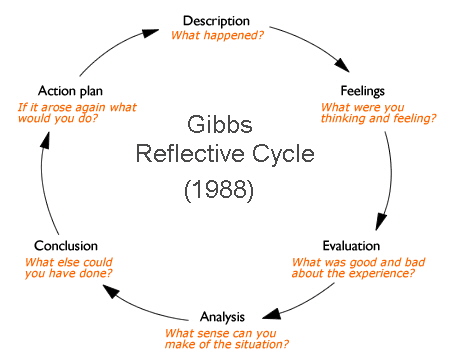 Description
What happened?
Feelings
What were you
thinking and feeling?
Evaluation
What was good and bad
about the experience?
Analysis
What sense can you
make of the situation?
Conclusion
What else could
you have done?
Action plan
If it arose again what
would you do?
Gibbs
Reflective Cycle
(1988)